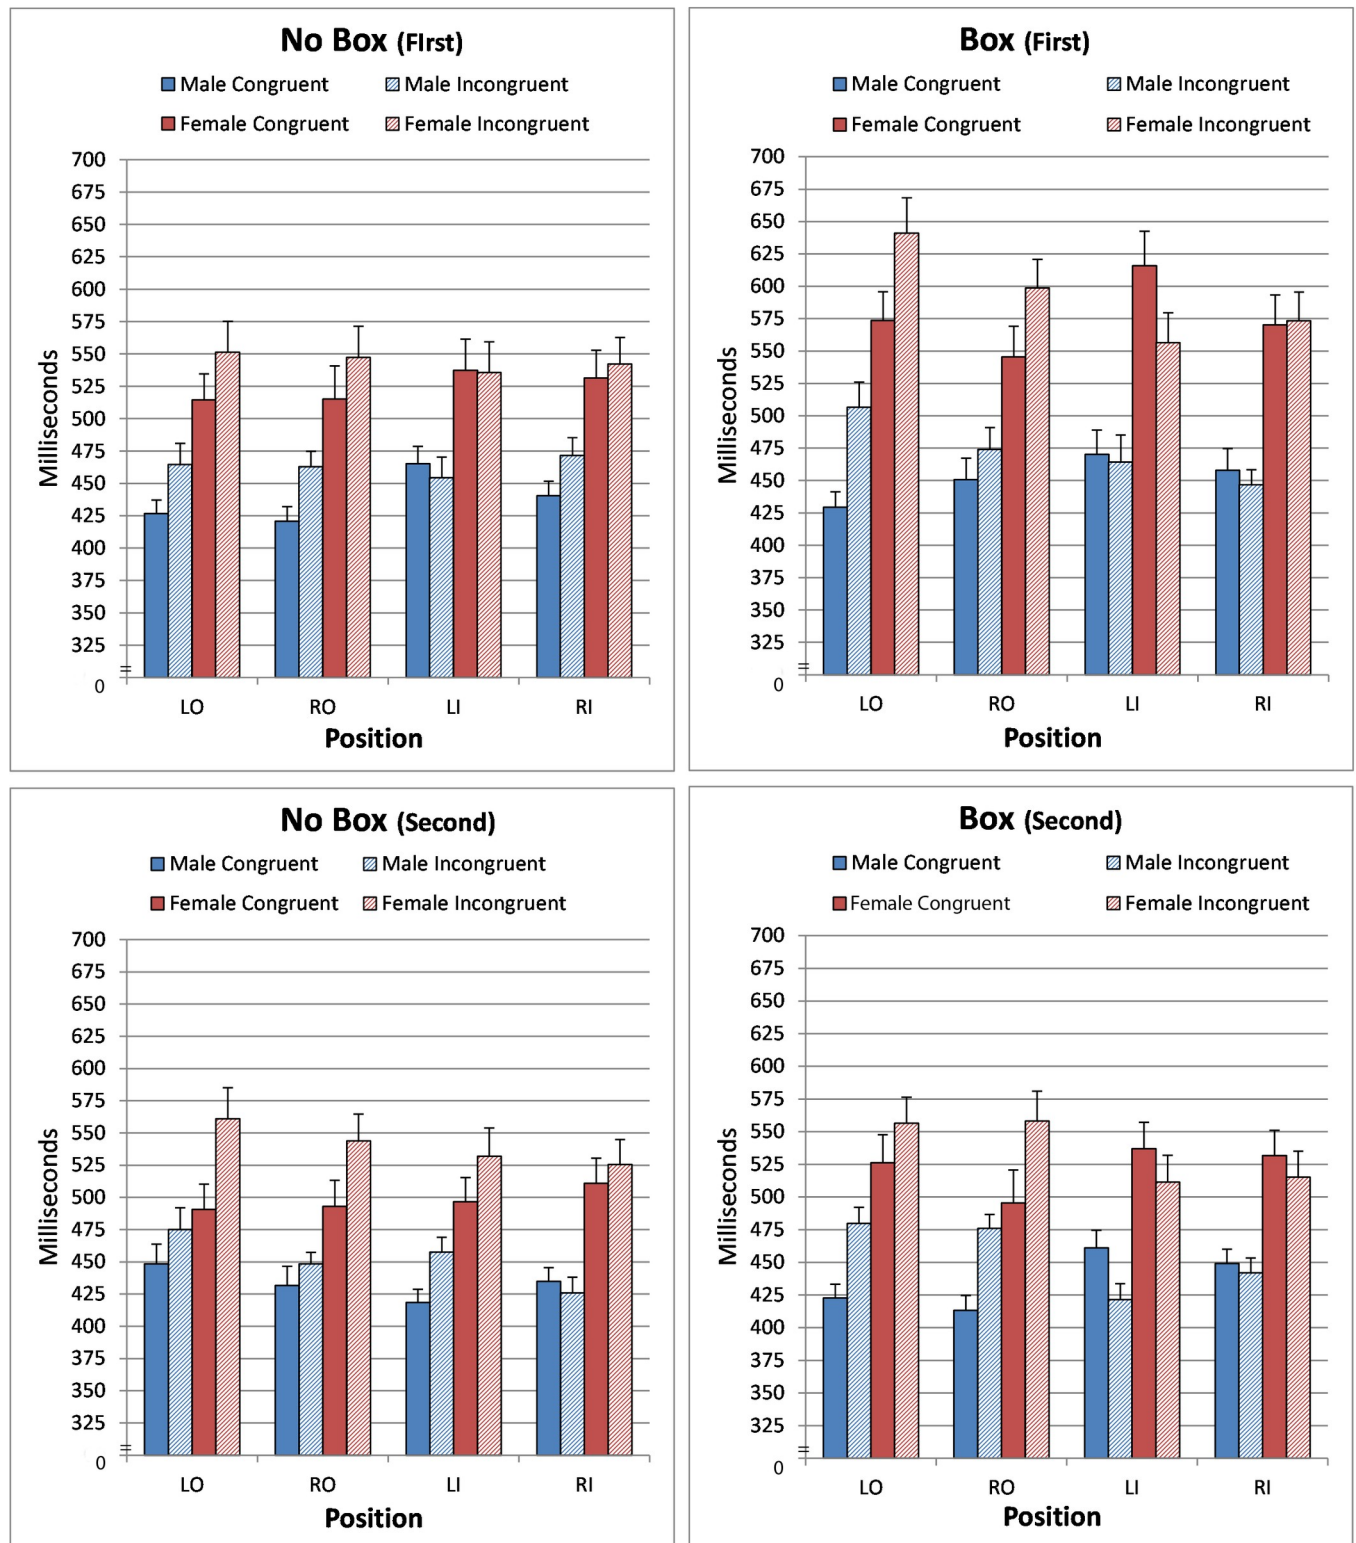 No Box (FIrst)
Male Congruent Male Incongruent
Female Congruent Female Incongruent
700
675
650
625
600
575
550
525
500
475
450
425
400
375
350
325
0
Milliseconds
LO RO LI RI
Position
Box (First)
Male Congruent Male Incongruent
Female Congruent Female Incongruent
700
675
650
625
600
575
550
525
500
475
450
425
400
375
350
325
0
Milliseconds
LO RO LI RI
Position
No Box (Second)
Male Congruent Male Incongruent
Female Congruent Female Incongruent
700
675
650
625
600
575
550
525
500
475
450
425
400
375
350
325
0
Milliseconds
LO RO LI RI
Position
Box (Second)
Male Congruent Male Incongruent
Female Congruent Female Incongruent
700
675
650
625
600
575
550
525
500
475
450
425
400
375
350
325
0
Milliseconds
LO RO LI RI
Position